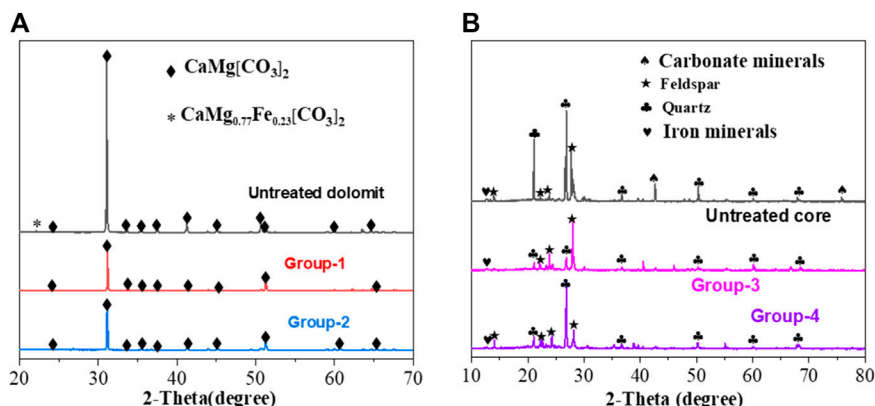 A
CaMg[CO₃]₂
* CaMg₀.₇₇Fe₀.₂₃[CO₃]₂
Untreated dolomit
Group-1
Group-2
20 30 40 50 60 70
2-Theta(degree)
B
Carbonate minerals
Feldspar
Quartz
Iron minerals
Untreated core
Group-3
Group-4
10 20 30 40 50 60 70 80
2-Theta (degree)